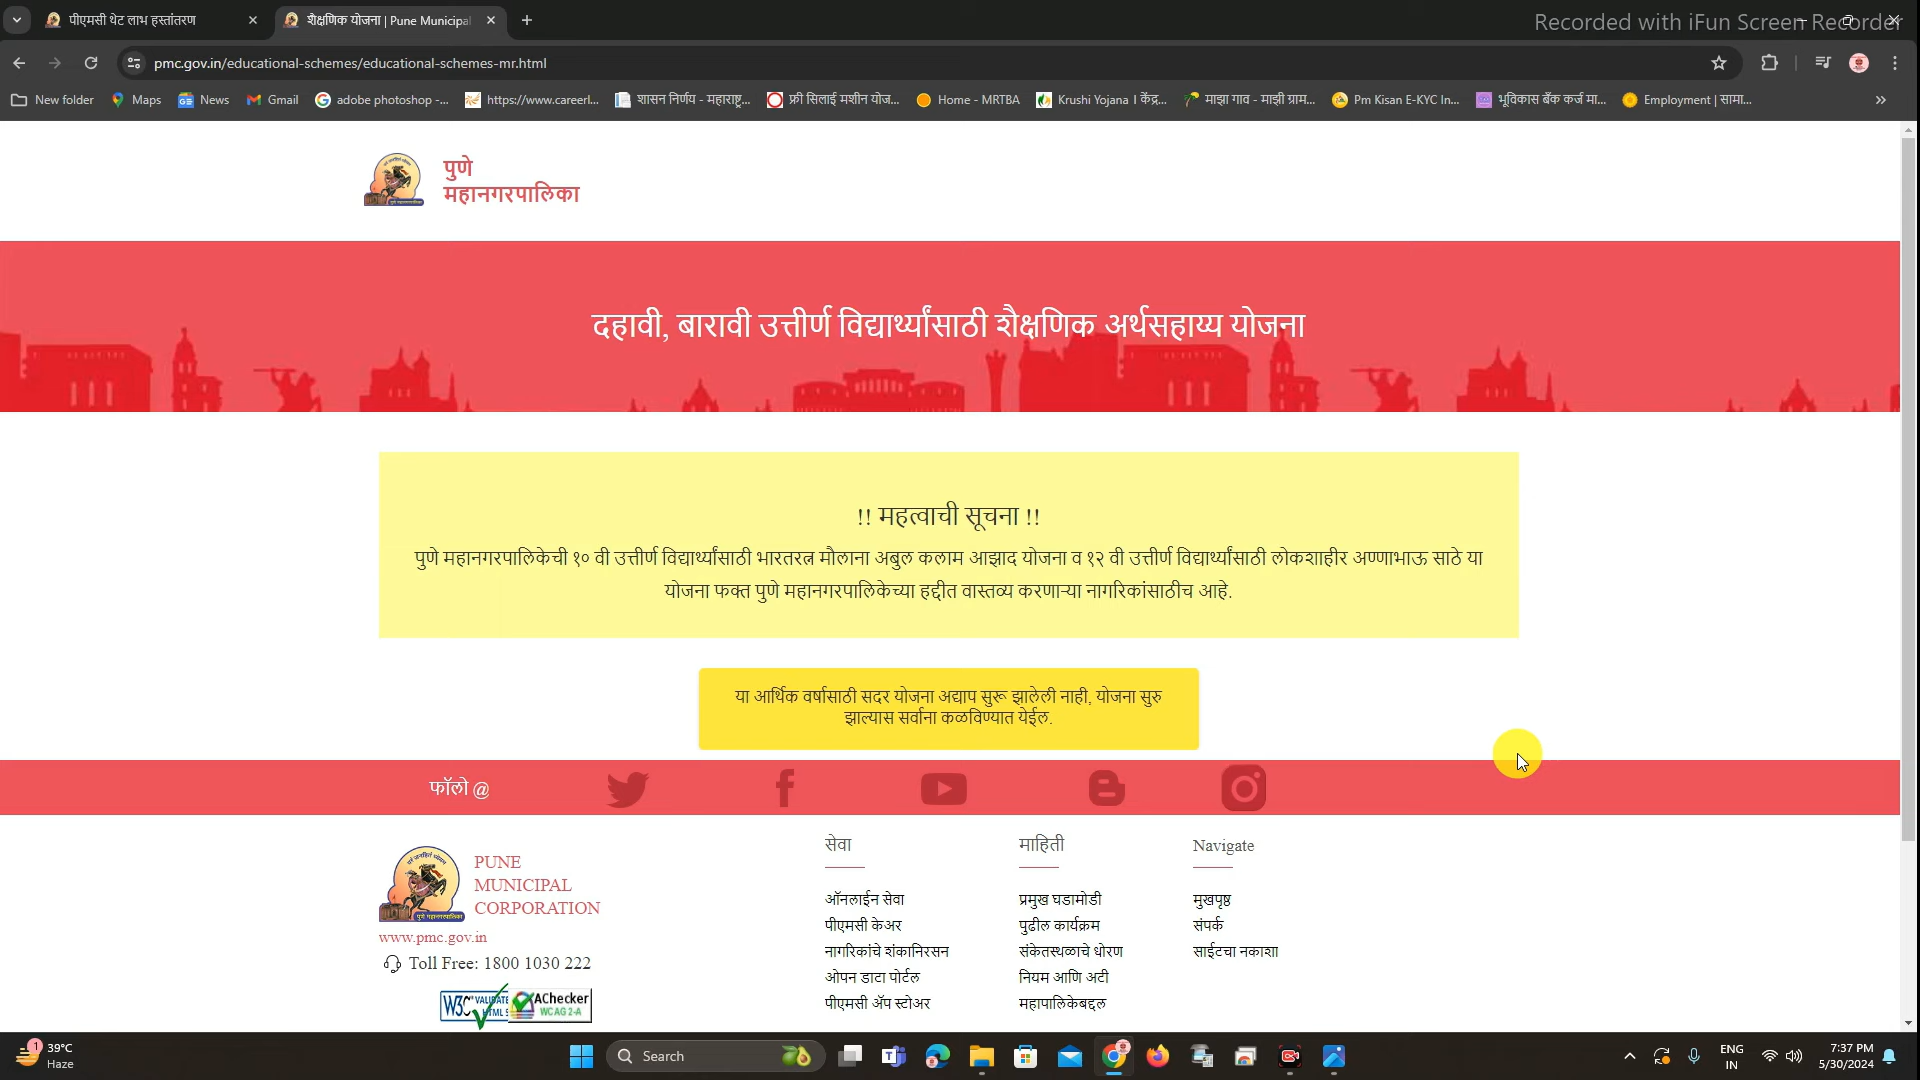 पीएमसी थेट लाभ हस्तांतरण
शैक्षणिक योजना | Pune Municipal
Recorded with iFun Screen Recorder
pmc.gov.in/educational-schemes/educational-schemes-mr.html
New folder
Maps
News
Gmail
adobe photoshop -...
https://www.careerl...
शासन निर्णय - महाराष्ट्र...
फ्री सिलाई मशीन योज...
Home - MRTBA
Krushi Yojana । केंद्र...
माझा गाव - माझी ग्राम...
Pm Kisan E-KYC In...
भूविकास बँक कर्ज मा...
Employment | सामा...
पुणे
महानगरपालिका
दहावी, बारावी उत्तीर्ण विद्यार्थ्यांसाठी शैक्षणिक अर्थसहाय्य योजना
!! महत्वाची सूचना !!
पुणे महानगरपालिकेची १० वी उत्तीर्ण विद्यार्थ्यांसाठी भारतरत्न मौलाना अबुल कलाम आझाद योजना व १२ वी उत्तीर्ण विद्यार्थ्यांसाठी लोकशाहीर अण्णाभाऊ साठे या
योजना फक्त पुणे महानगरपालिकेच्या हद्दीत वास्तव्य करणाऱ्या नागरिकांसाठीच आहे.
या आर्थिक वर्षासाठी सदर योजना अद्याप सुरू झालेली नाही, योजना सुरु
झाल्यास सर्वाना कळविण्यात येईल.
फॉलो @
PUNE
MUNICIPAL
CORPORATION
www.pmc.gov.in
Toll Free: 1800 1030 222
AChecker
WCAG 2-A
सेवा
ऑनलाईन सेवा
पीएमसी केअर
नागरिकांचे शंकानिरसन
ओपन डाटा पोर्टल
पीएमसी अ‍ॅप स्टोअर
माहिती
प्रमुख घडामोडी
पुढील कार्यक्रम
संकेतस्थळाचे धोरण
नियम आणि अटी
महापालिकेबद्दल
Navigate
मुखपृष्ठ
संपर्क
साईटचा नकाशा
1
39°C
Haze
Search
ENG
IN
7:37 PM
5/30/2024